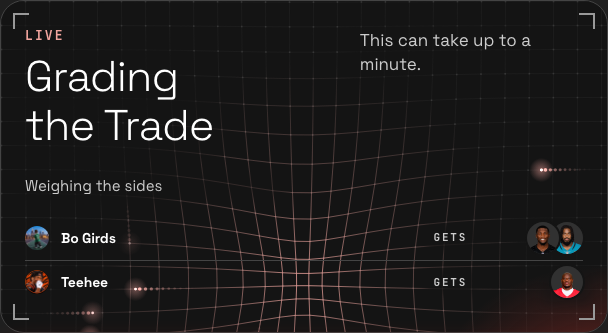 LIVE
Grading
the Trade
This can take up to a
minute.
Weighing the sides
Bo Girds GETS
Teehee GETS